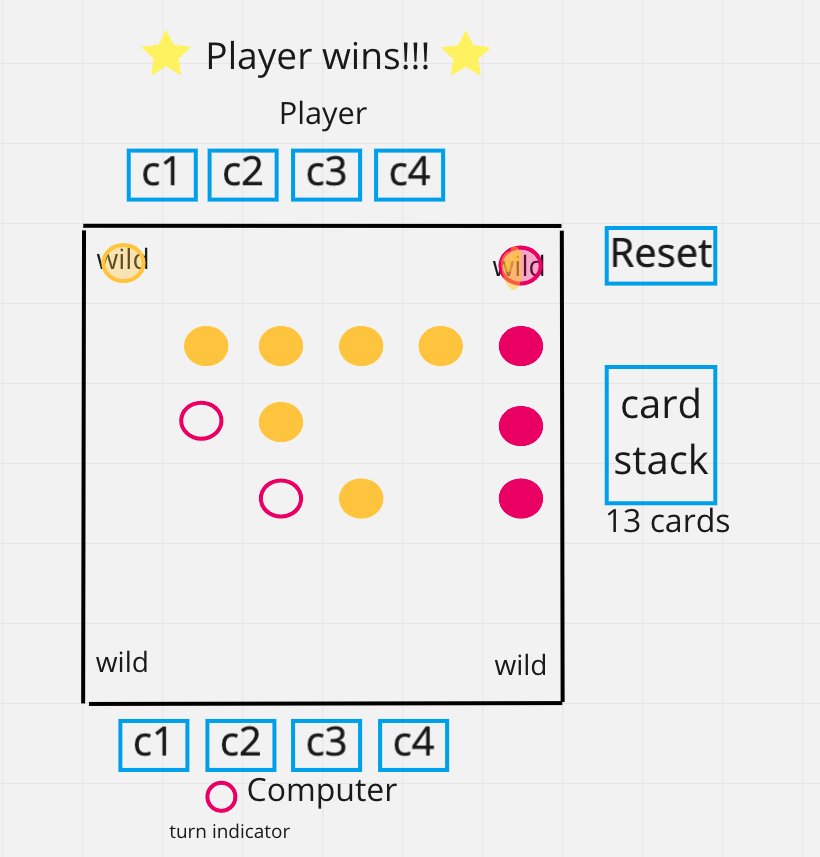 Player wins!!!
Player
c1 c2 c3 c4
wild wild
Reset
card
stack
13 cards
wild wild
c1 c2 c3 c4
Computer
turn indicator